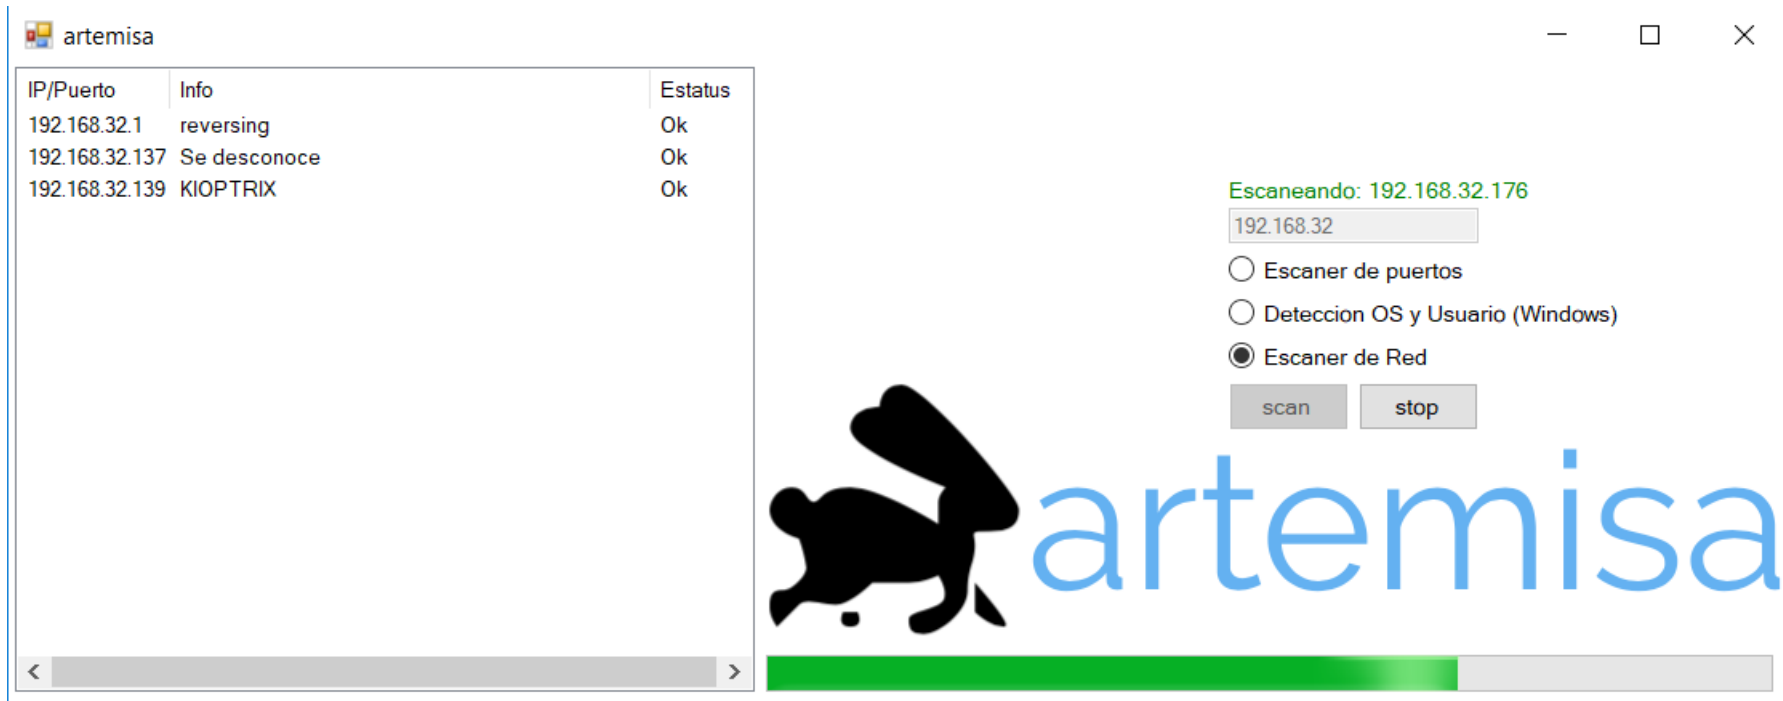 artemisa
IP/Puerto Info Estatus
192.168.32.1 reversing Ok
192.168.32.137 Se desconoce Ok
192.168.32.139 KIOPTRIX Ok
Escaneando: 192.168.32.176
192.168.32
Escaner de puertos
Deteccion OS y Usuario (Windows)
Escaner de Red
scan stop
artemisa